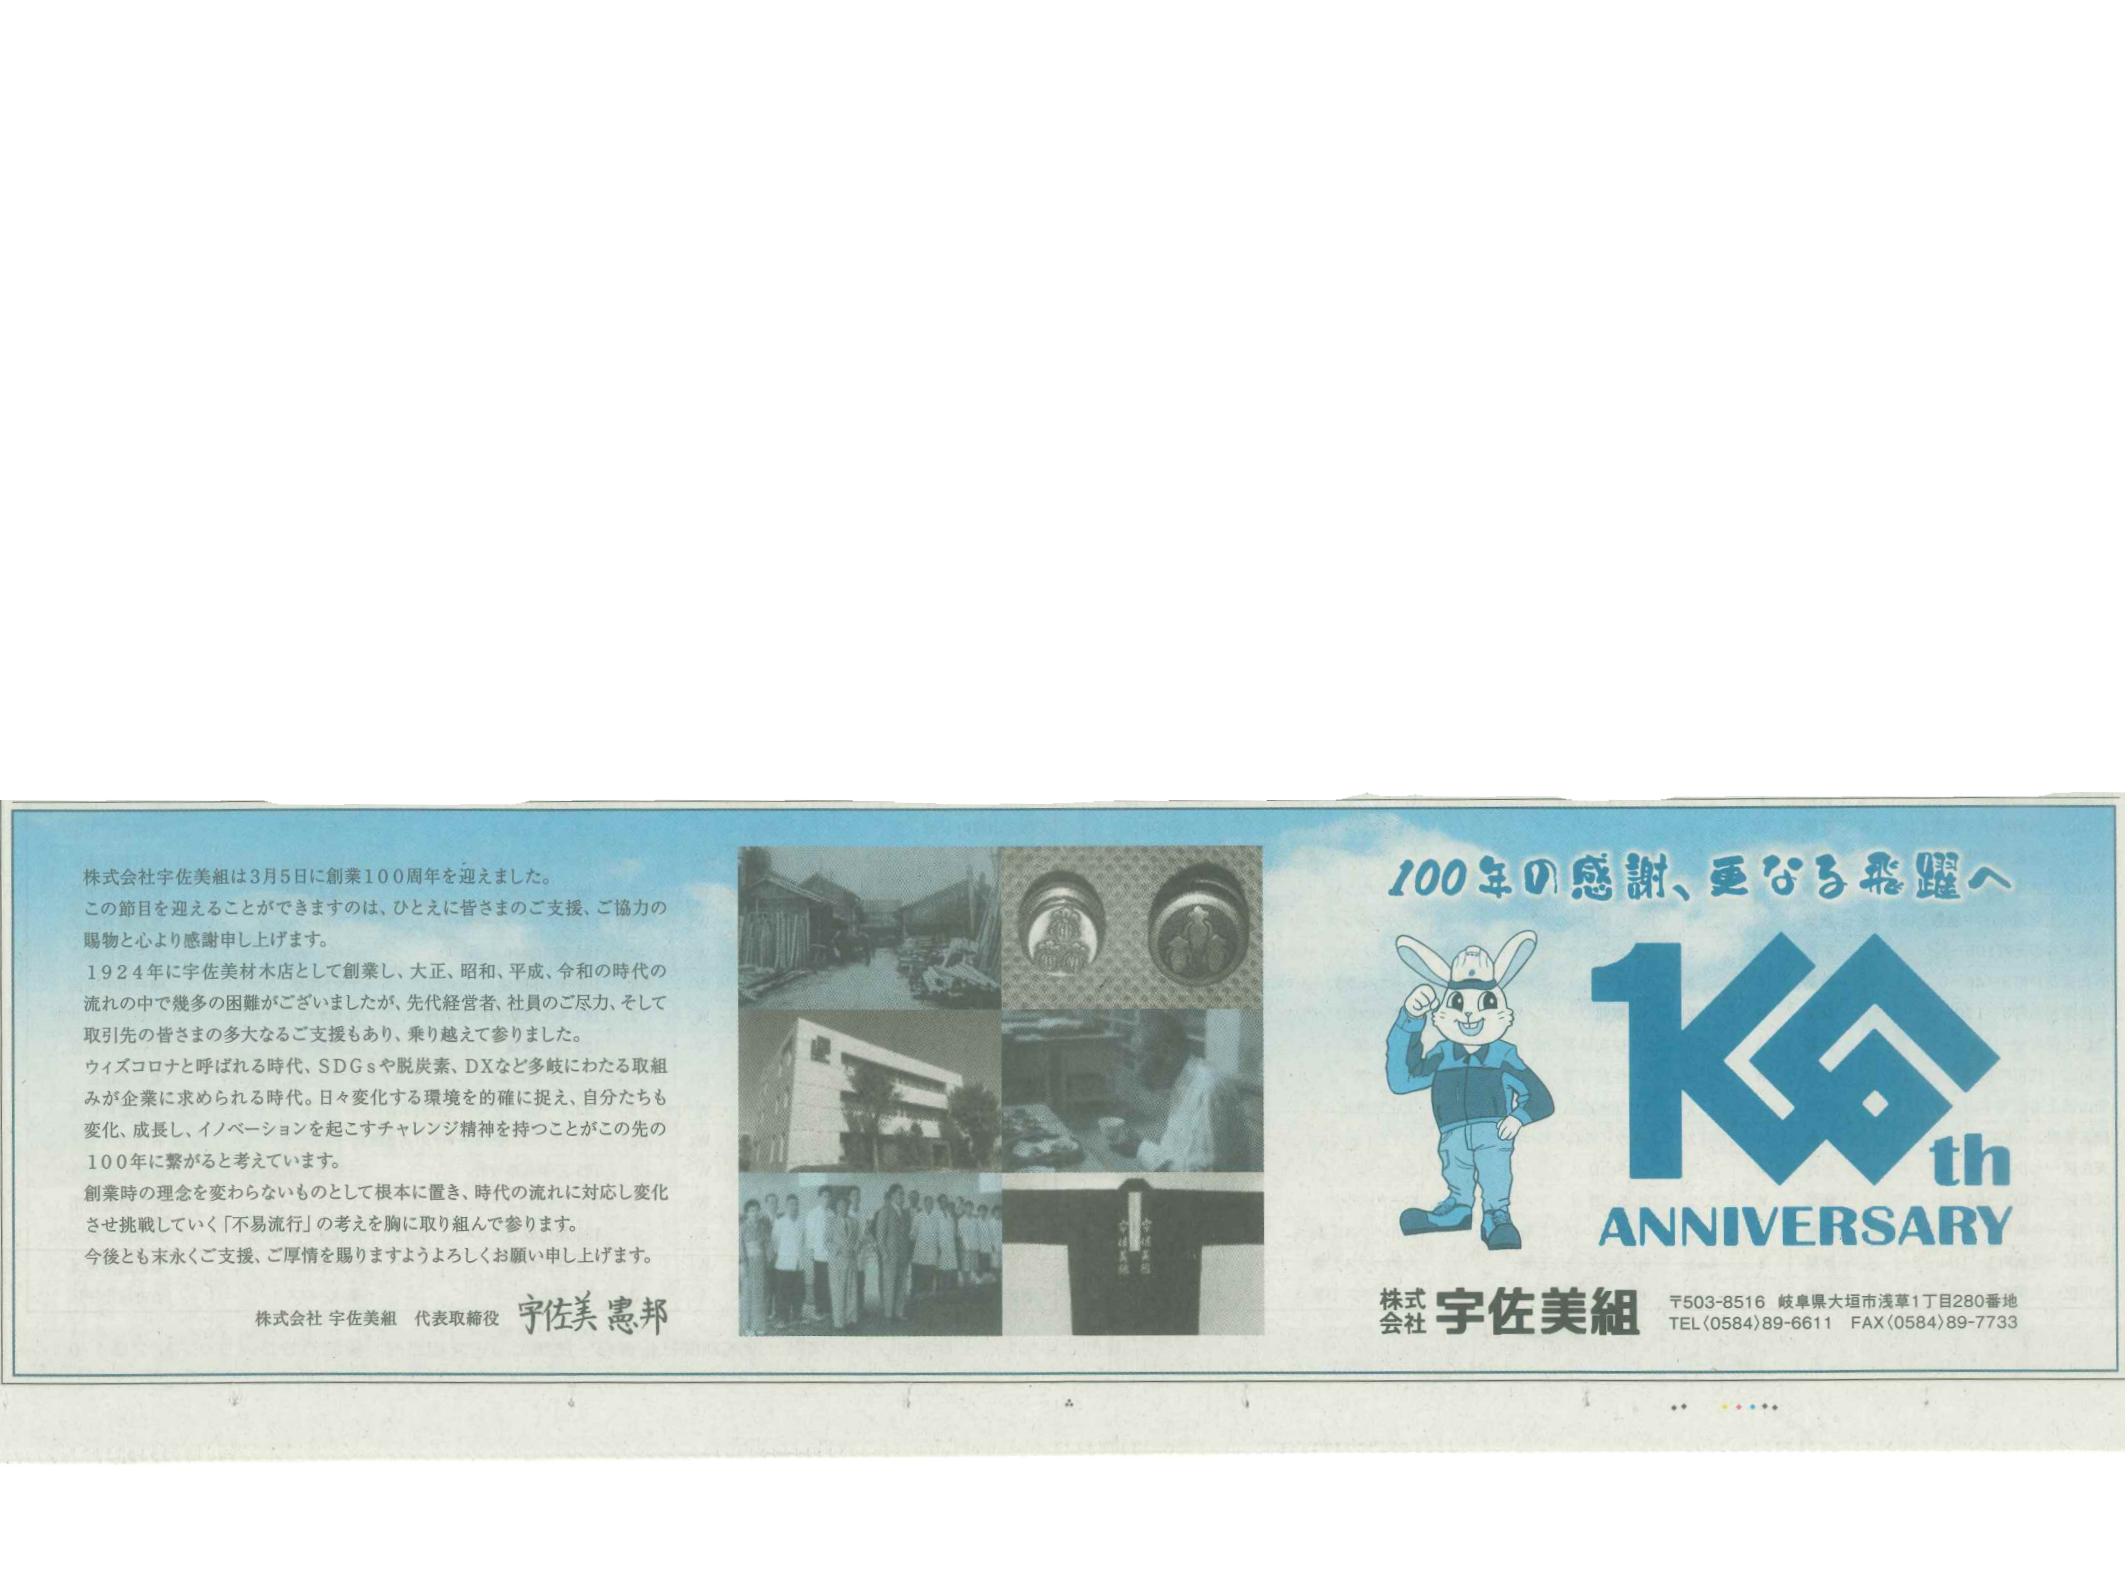 株式会社宇佐美組は3月5日に創業100周年を迎えました。
この節目を迎えることができますのは、ひとえに皆さまのご支援、ご協力の
賜物と心より感謝申し上げます。
1924年に宇佐美材木店として創業し、大正、昭和、平成、令和の時代の
流れの中で幾多の困難がございましたが、先代経営者、社員のご尽力、そして
取引先の皆さまの多大なるご支援もあり、乗り越えて参りました。
ウィズコロナと呼ばれる時代、SDGsや脱炭素、DXなど多岐にわたる取組
みが企業に求められる時代。日々変化する環境を的確に捉え、自分たちも
変化、成長し、イノベーションを起こすチャレンジ精神を持つことがこの先の
100年に繋がると考えています。
創業時の理念を変わらないものとして根本に置き、時代の流れに対応し変化
させ挑戦していく「不易流行」の考えを胸に取り組んで参ります。
今後とも末永くご支援、ご厚情を賜りますようよろしくお願い申し上げます。
株式会社 宇佐美組 代表取締役 宇佐美 憲邦
宇佐美組
宇佐美組
100年の感謝、更なる飛躍へ
100th
ANNIVERSARY
株式会社 宇佐美組
〒503-8516 岐阜県大垣市浅草1丁目280番地
TEL〈0584〉89-6611 FAX〈0584〉89-7733